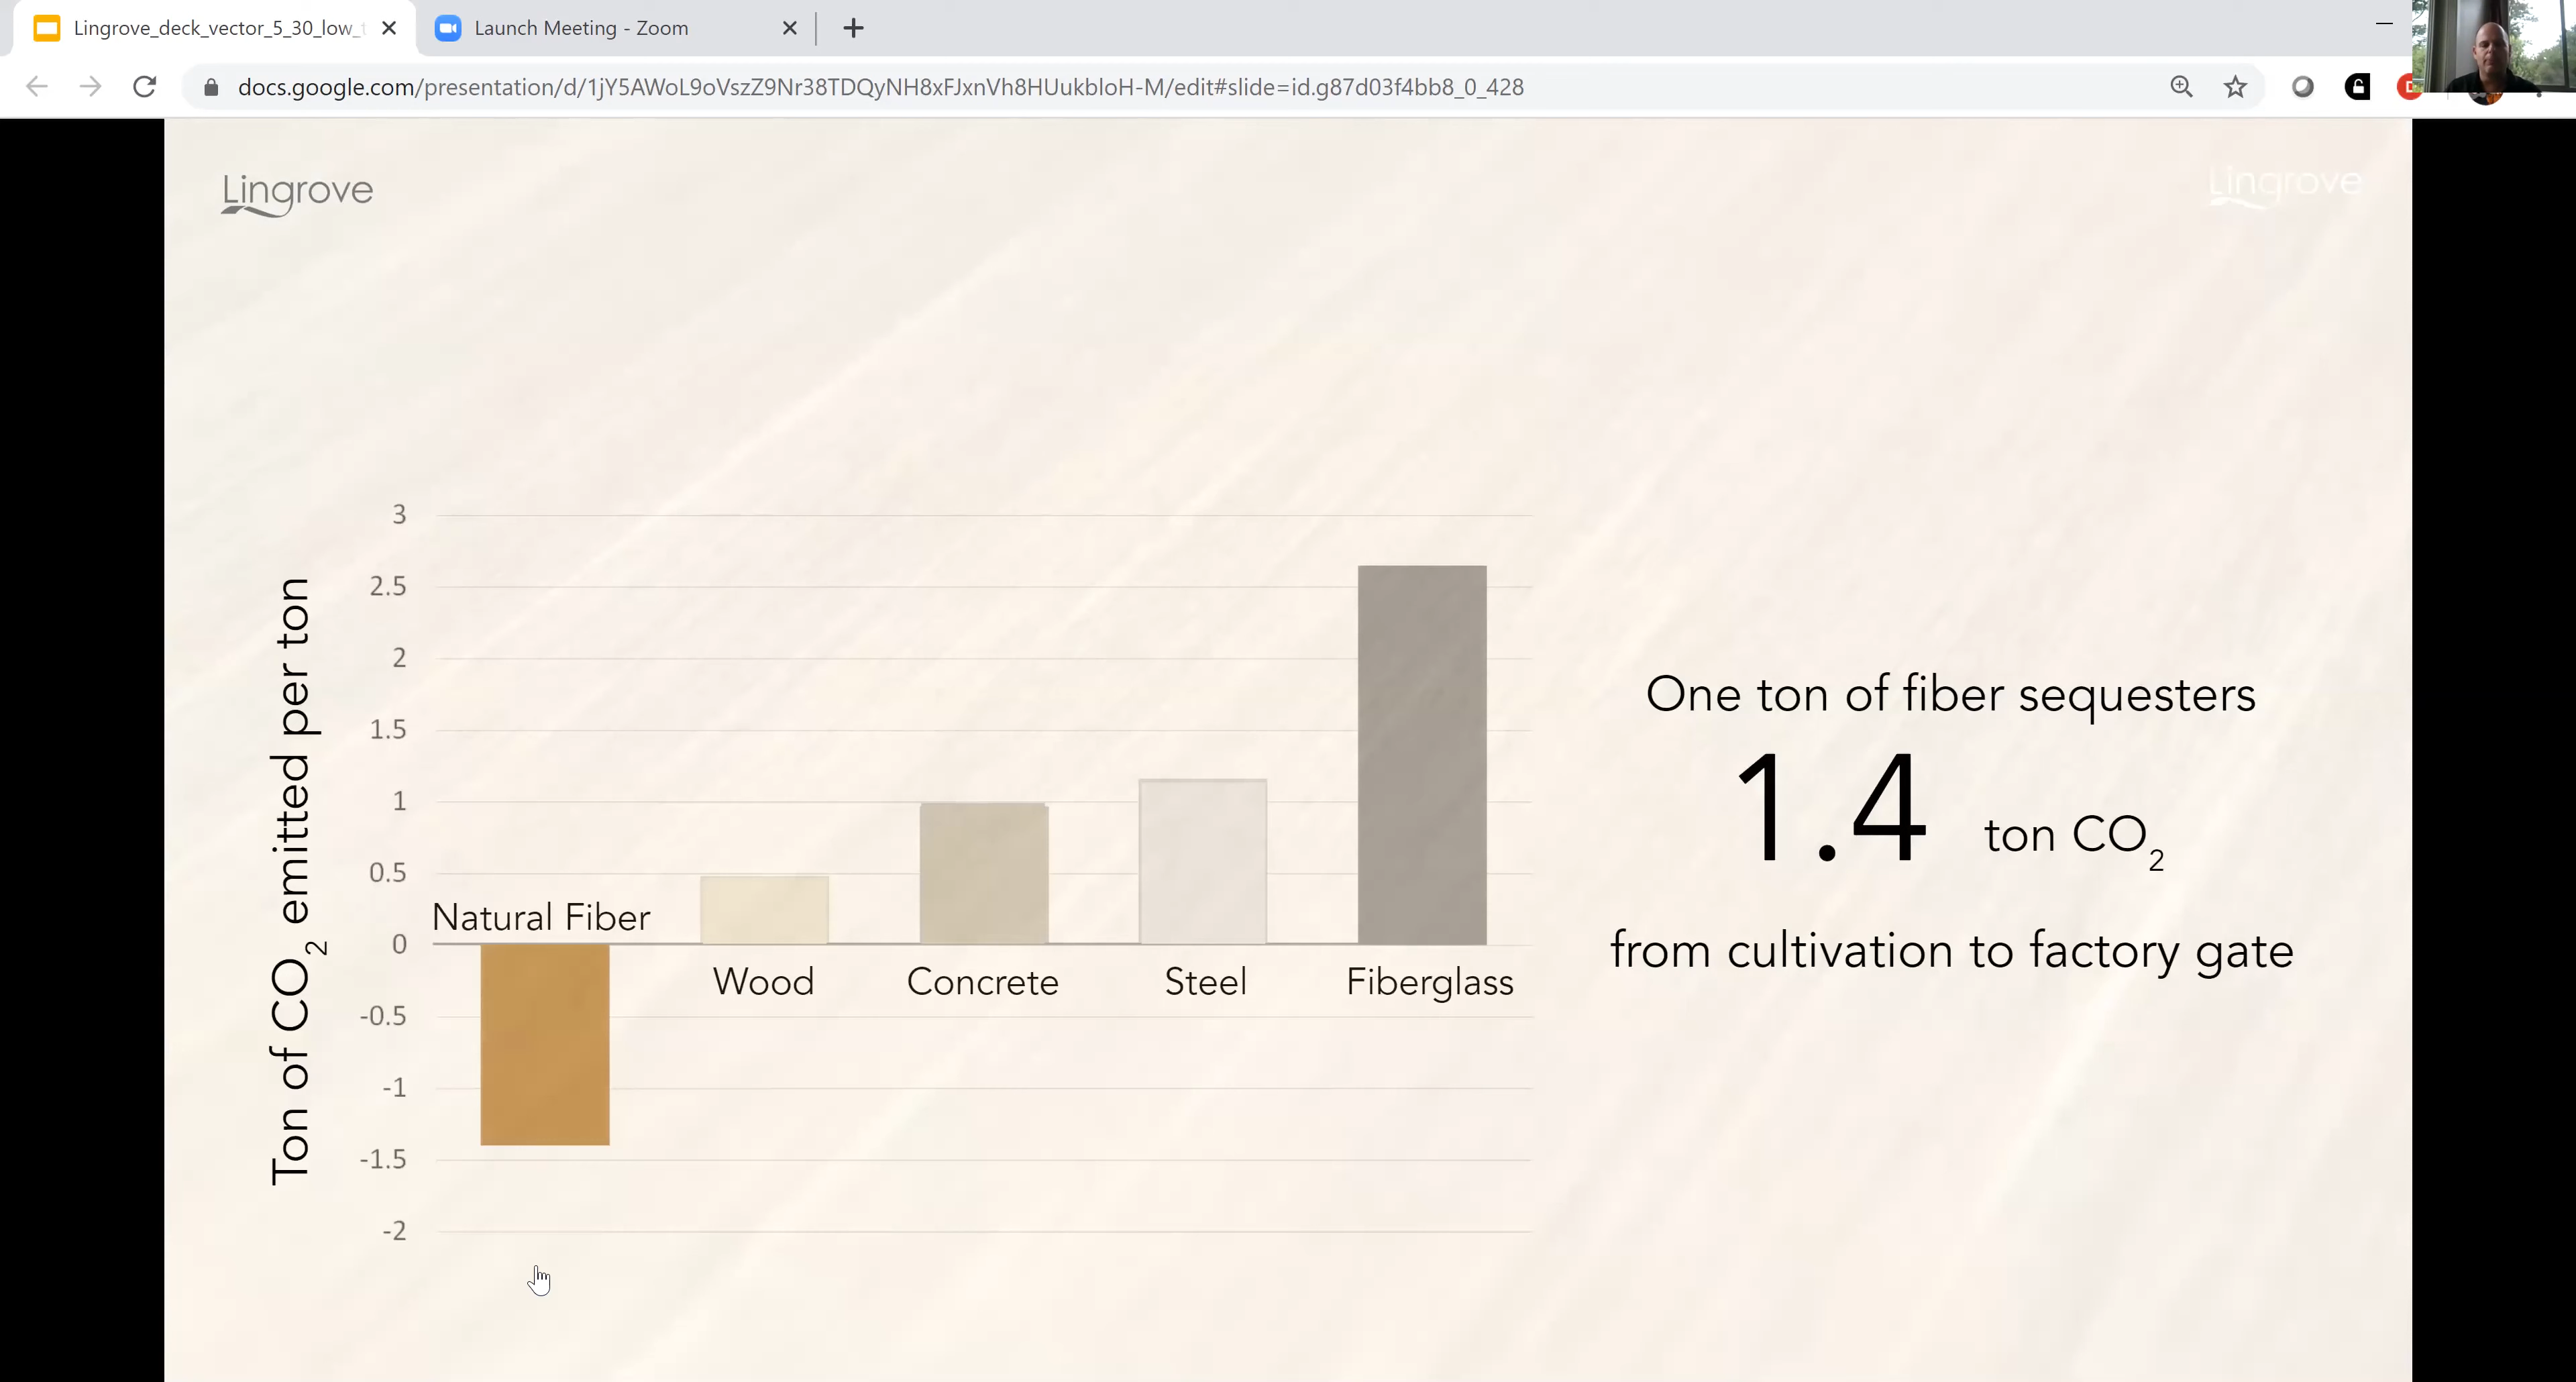 Lingrove_deck_vector_5_30_low_
Launch Meeting - Zoom
docs.google.com/presentation/d/1jY5AWoL9oVszZ9Nr38TDQyNH8xFJxnVh8HUukbloH-M/edit#slide=id.g87d03f4bb8_0_428
Lingrove
Lingrove
Ton of CO2 emitted per ton
3
2.5
2
1.5
1
0.5
0
-0.5
-1
-1.5
-2
Natural Fiber
Wood
Concrete
Steel
Fiberglass
One ton of fiber sequesters
1.4 ton CO2
from cultivation to factory gate